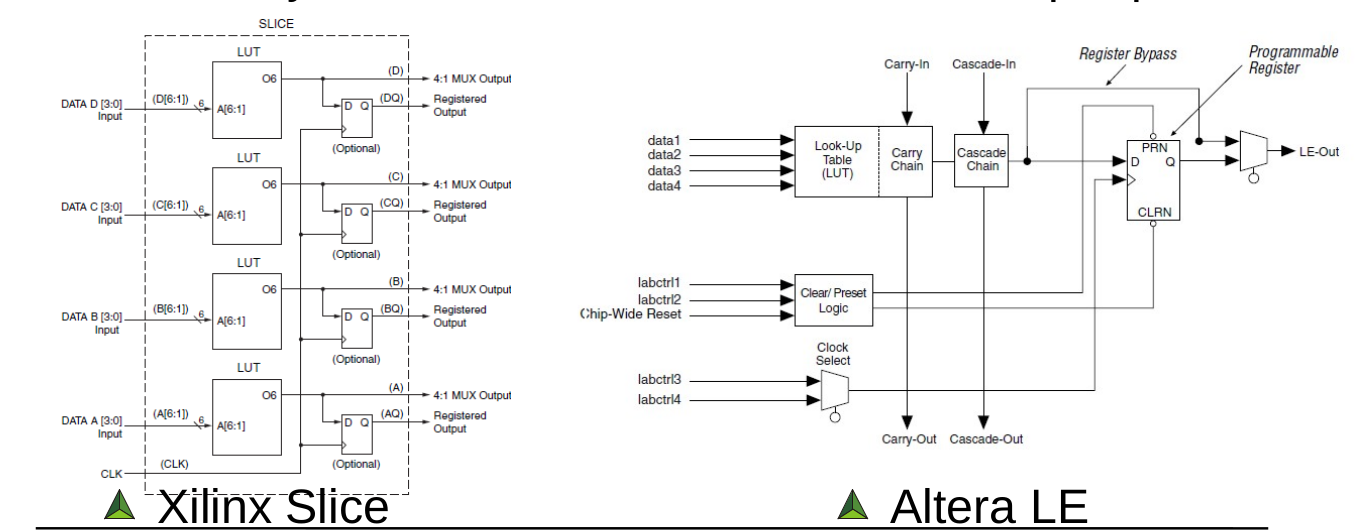 SLICE
LUT
O6
(D)
4:1 MUX Output
DATA D [3:0]
Input
(D[6:1])
6
A[6:1]
D Q
(DQ)
Registered
Output
(Optional)
LUT
O6
(C)
4:1 MUX Output
DATA C [3:0]
Input
(C[6:1])
6
A[6:1]
D Q
(CQ)
Registered
Output
(Optional)
LUT
O6
(B)
4:1 MUX Output
DATA B [3:0]
Input
(B[6:1])
6
A[6:1]
D Q
(BQ)
Registered
Output
(Optional)
LUT
O6
(A)
4:1 MUX Output
DATA A [3:0]
Input
(A[6:1])
6
A[6:1]
D Q
(AQ)
Registered
Output
(Optional)
CLK
(CLK)
Xilinx Slice
Register Bypass
Programmable
Register
Carry-In
Cascade-In
data1
data2
data3
data4
Look-Up
Table
(LUT)
Carry
Chain
Cascade
Chain
PRN
D Q
CLRN
LE-Out
labctrl1
labctrl2
Chip-Wide Reset
Clear/ Preset
Logic
Clock
Select
labctrl3
labctrl4
Carry-Out
Cascade-Out
Altera LE